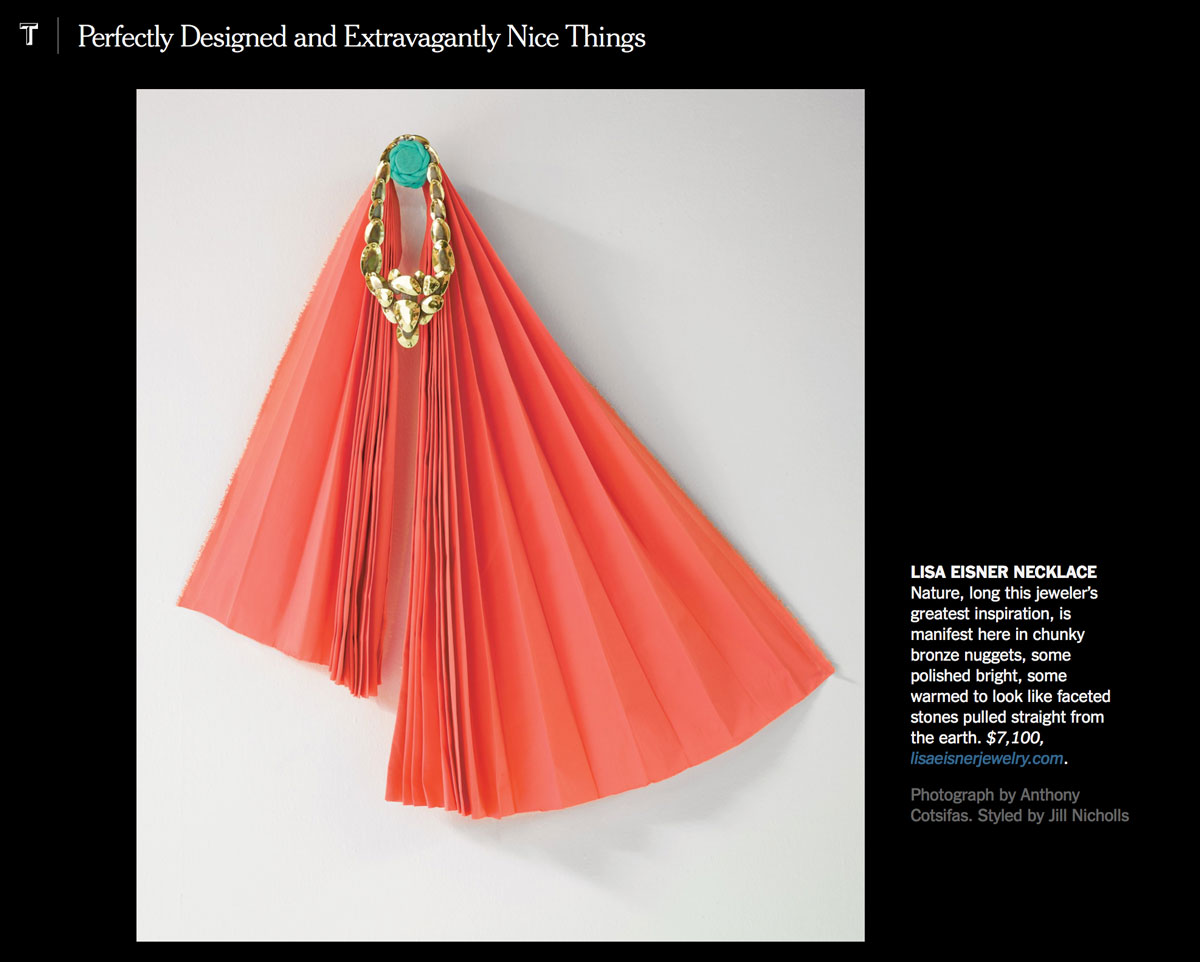 T
Perfectly Designed and Extravagantly Nice Things
LISA EISNER NECKLACE
Nature, long this jeweler's
greatest inspiration, is
manifest here in chunky
bronze nuggets, some
polished bright, some
warmed to look like faceted
stones pulled straight from
the earth. $7,100,
lisaeisnerjewelry.com.
Photograph by Anthony
Cotsifas. Styled by Jill Nicholls